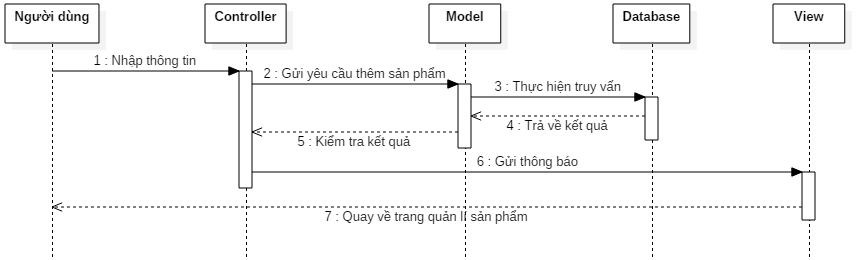 Người dùng
Controller
Model
Database
View
1 : Nhập thông tin
2 : Gửi yêu cầu thêm sản phẩm
3 : Thực hiện truy vấn
4 : Trả về kết quả
5 : Kiểm tra kết quả
6 : Gửi thông báo
7 : Quay về trang quản lí sản phẩm